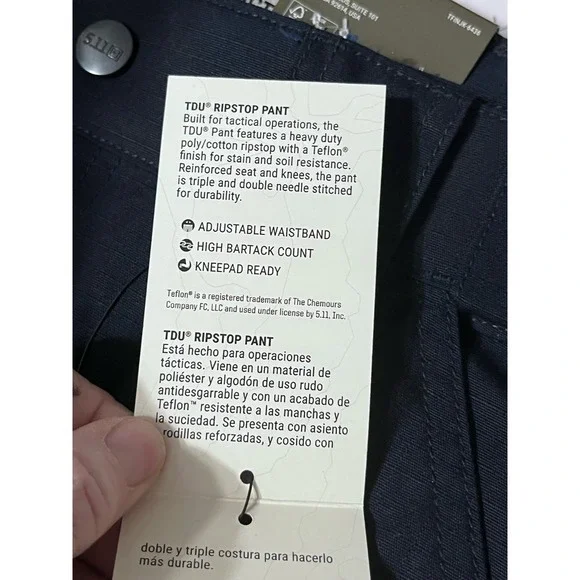 5.11
SUITE 101
92614, USA
TDU® RIPSTOP PANT
Built for tactical operations, the
TDU® Pant features a heavy duty
poly/cotton ripstop with a Teflon®
finish for stain and soil resistance.
Reinforced seat and knees, the pant
is triple and double needle stitched
for durability.
ADJUSTABLE WAISTBAND
HIGH BARTACK COUNT
KNEEPAD READY
Teflon® is a registered trademark of The Chemours
Company FC, LLC and used under license by 5.11, Inc.
TDU® RIPSTOP PANT
Está hecho para operaciones
tácticas. Viene en un material de
poliéster y algodón de uso rudo
antidesgarrable y con un acabado de
Teflon™ resistente a las manchas y
la suciedad. Se presenta con asiento
rodillas reforzadas, y cosido con
doble y triple costura para hacerlo
más durable.